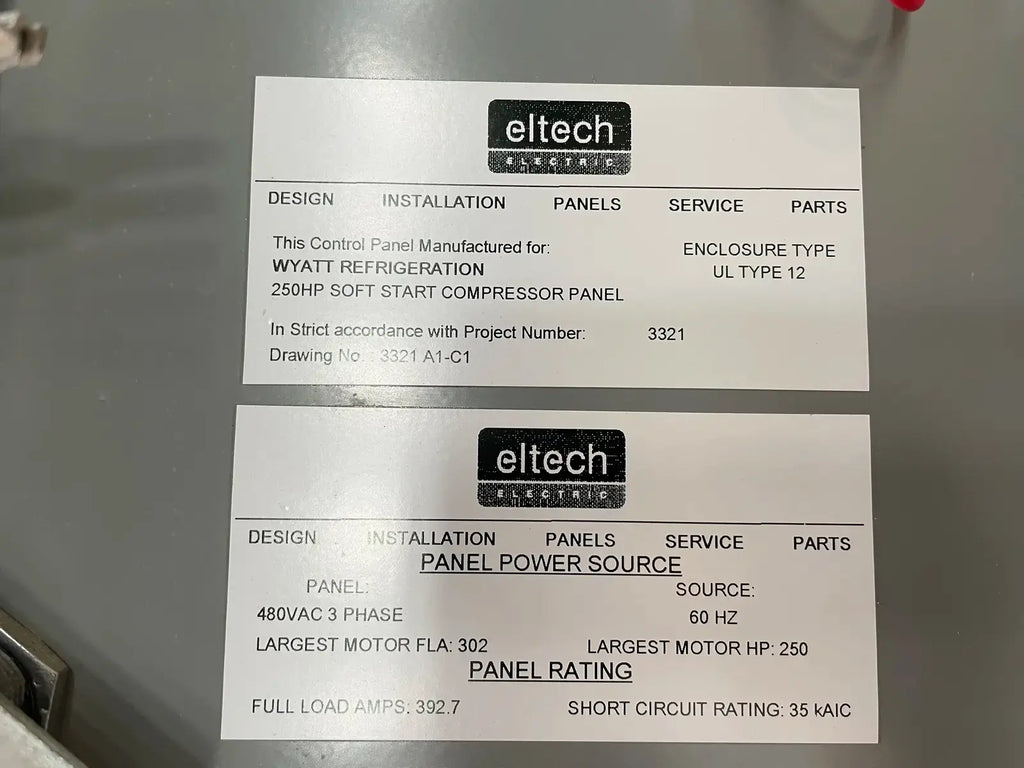 eltech
ELECTRIC
DESIGN INSTALLATION PANELS SERVICE PARTS
This Control Panel Manufactured for: ENCLOSURE TYPE
WYATT REFRIGERATION UL TYPE 12
250HP SOFT START COMPRESSOR PANEL
In Strict accordance with Project Number: 3321
Drawing No. : 3321 A1-C1
eltech
ELECTRIC
DESIGN INSTALLATION PANELS SERVICE PARTS
PANEL POWER SOURCE
PANEL: SOURCE:
480VAC 3 PHASE 60 HZ
LARGEST MOTOR FLA: 302 LARGEST MOTOR HP: 250
PANEL RATING
FULL LOAD AMPS: 392.7 SHORT CIRCUIT RATING: 35 kAIC